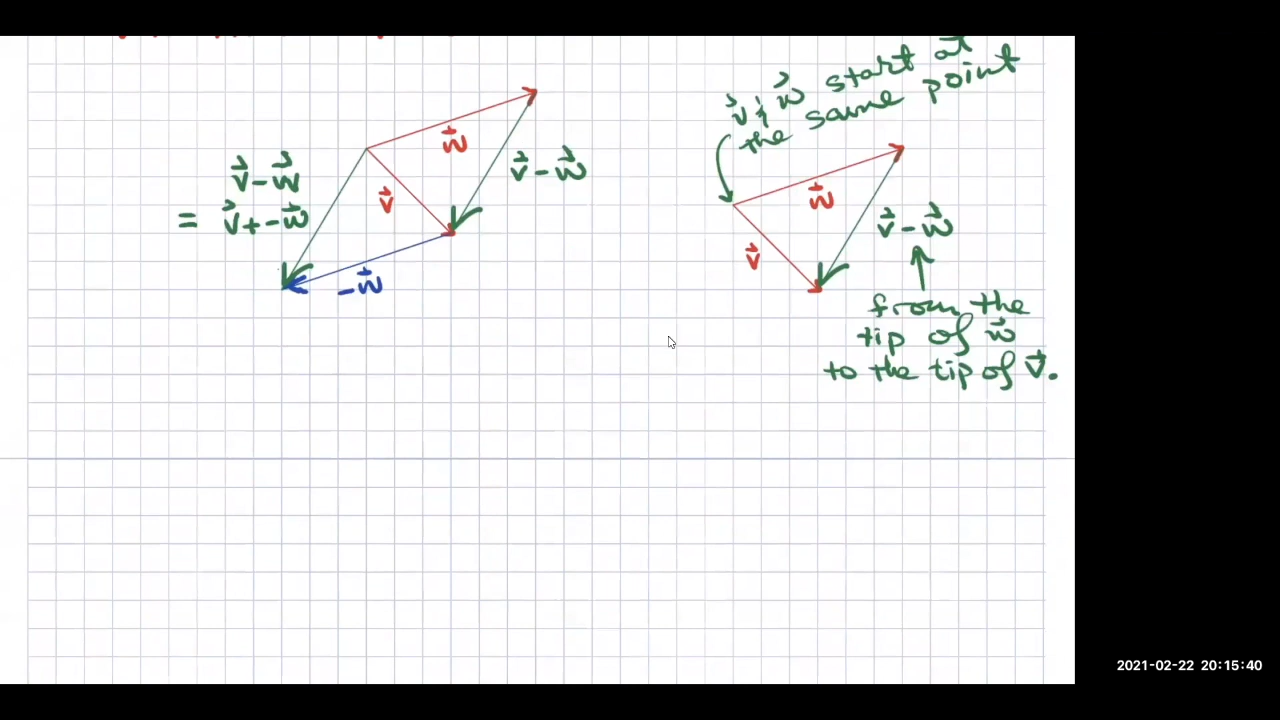 v⃗ & w⃗ start at
the same point
w⃗
v⃗ - w⃗
v⃗
v⃗ - w⃗
= v⃗ + -w⃗
-w⃗
w⃗
v⃗ - w⃗
v⃗
from the
tip of w⃗
to the tip of v⃗.
2021-02-22 20:15:40